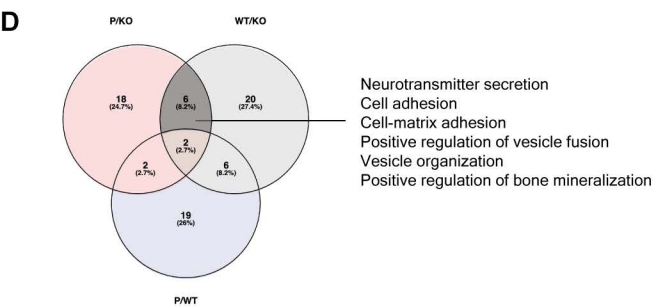 D
P/KO
WT/KO
18
(24.7%)
6
(8.2%)
20
(27.4%)
2
(2.7%)
2
(2.7%)
6
(8.2%)
19
(26%)
P/WT
Neurotransmitter secretion
Cell adhesion
Cell-matrix adhesion
Positive regulation of vesicle fusion
Vesicle organization
Positive regulation of bone mineralization